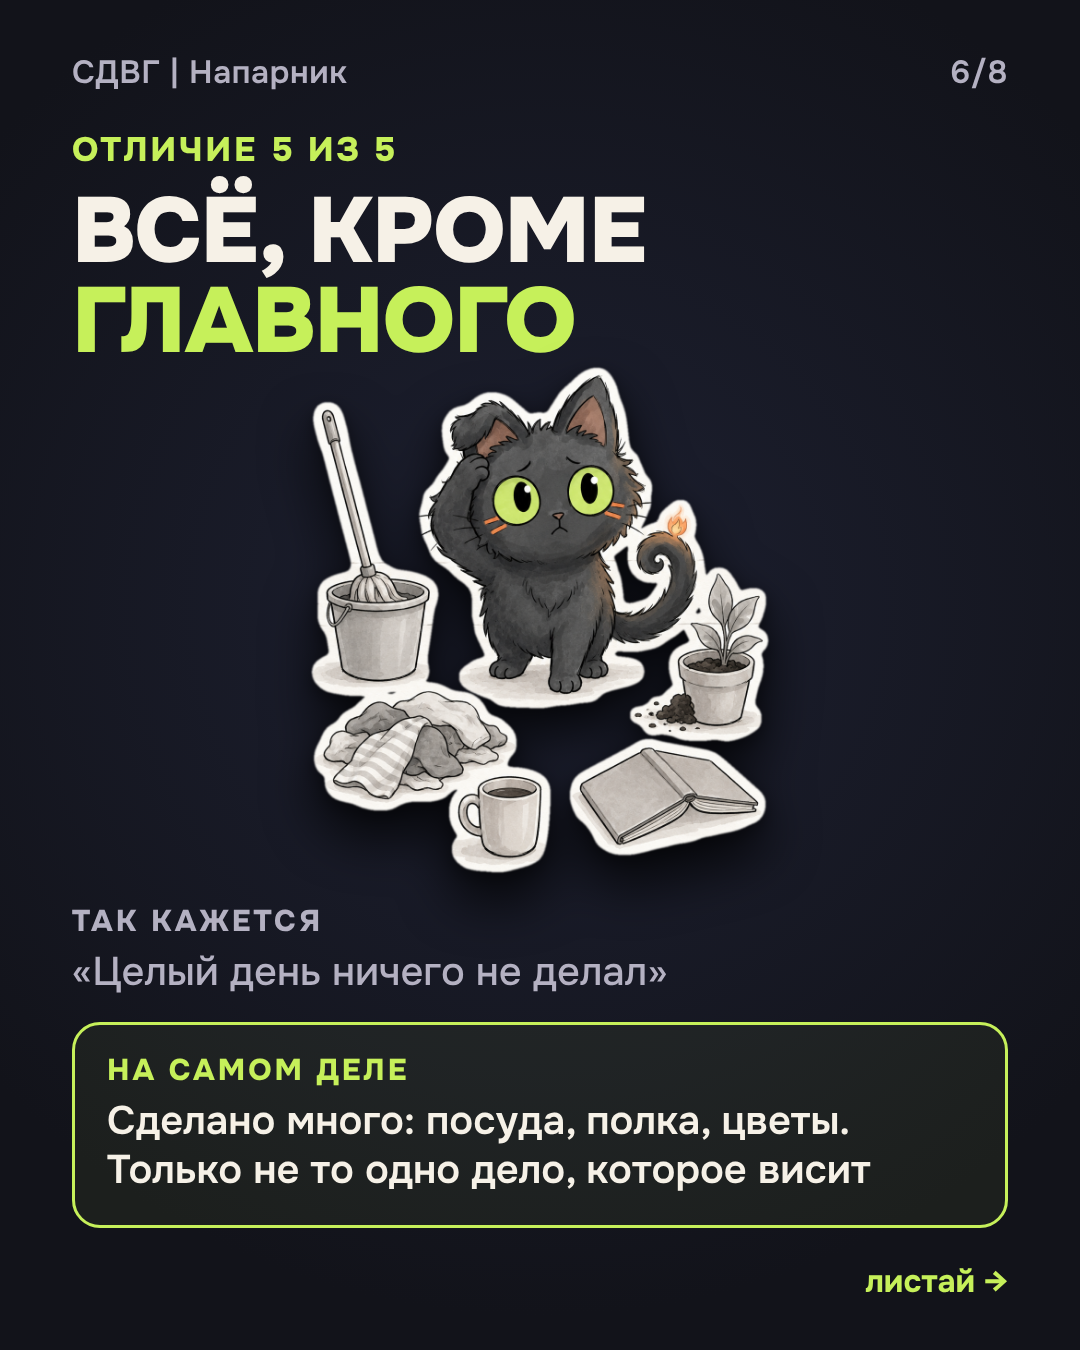 СДВГ | Напарник
6/8
ОТЛИЧИЕ 5 ИЗ 5
ВСЁ, КРОМЕ
ГЛАВНОГО
ТАК КАЖЕТСЯ
«Целый день ничего не делал»
НА САМОМ ДЕЛЕ
Сделано много: посуда, полка, цветы.
Только не то одно дело, которое висит
листай →